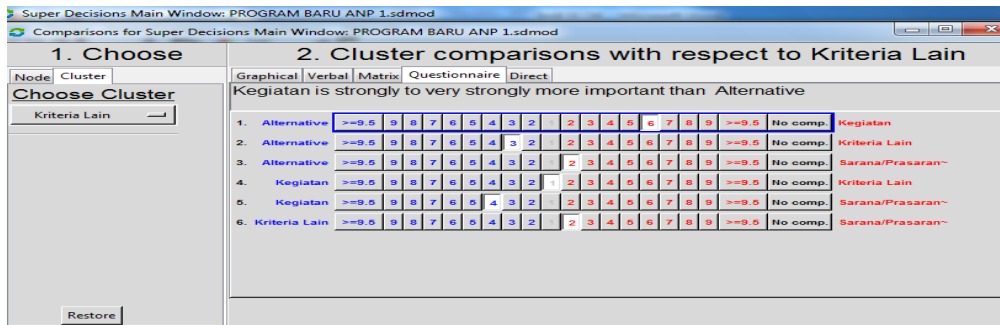 Super Decisions Main Window: PROGRAM BARU ANP 1.sdmod
Comparisons for Super Decisions Main Window: PROGRAM BARU ANP 1.sdmod
1. Choose
2. Cluster comparisons with respect to Kriteria Lain
Node Cluster
Graphical Verbal Matrix Questionnaire Direct
Choose Cluster
Kegiatan is strongly to very strongly more important than Alternative
Kriteria Lain
1. Alternative >=9.5 9 8 7 6 5 4 3 2 1 2 3 4 5 6 7 8 9 >=9.5 No comp. Kegiatan
2. Alternative >=9.5 9 8 7 6 5 4 3 2 1 2 3 4 5 6 7 8 9 >=9.5 No comp. Kriteria Lain
3. Alternative >=9.5 9 8 7 6 5 4 3 2 1 2 3 4 5 6 7 8 9 >=9.5 No comp. Sarana/Prasaran~
4. Kegiatan >=9.5 9 8 7 6 5 4 3 2 1 2 3 4 5 6 7 8 9 >=9.5 No comp. Kriteria Lain
5. Kegiatan >=9.5 9 8 7 6 5 4 3 2 1 2 3 4 5 6 7 8 9 >=9.5 No comp. Sarana/Prasaran~
6. Kriteria Lain >=9.5 9 8 7 6 5 4 3 2 1 2 3 4 5 6 7 8 9 >=9.5 No comp. Sarana/Prasaran~
Restore